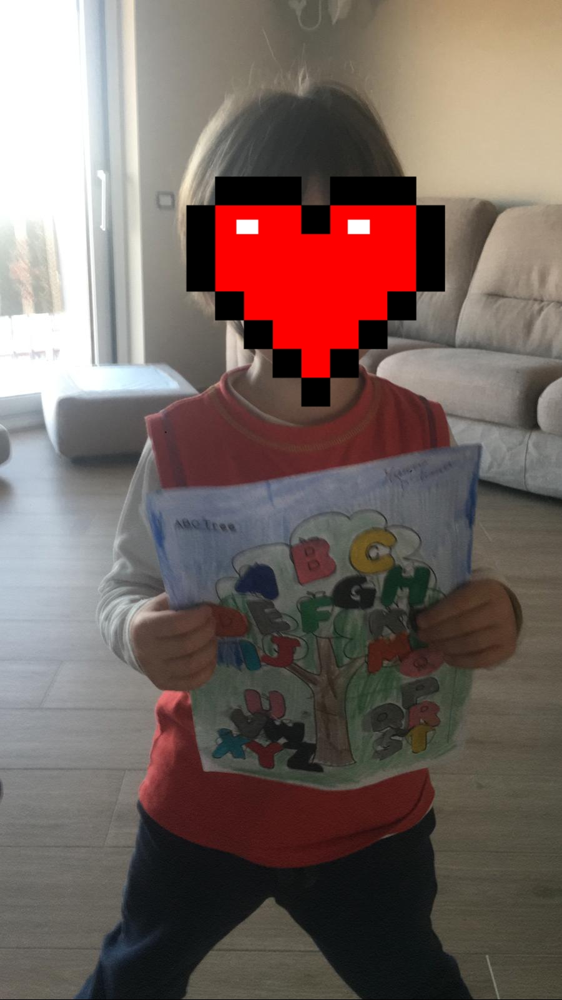 ABC Tree
B C
A G H
D E F
I J M O
U P
V W Q R
X Y Z S T